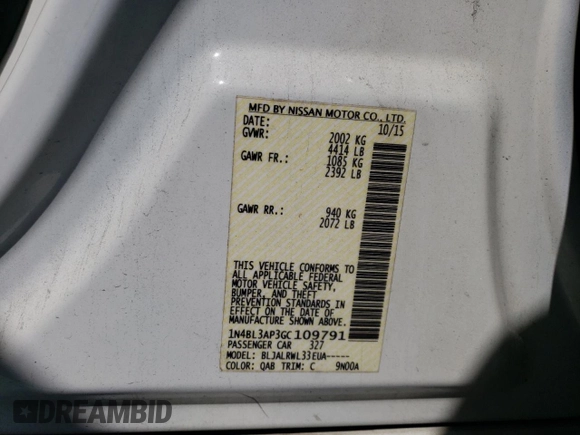 MFD BY NISSAN MOTOR CO., LTD.
DATE: 10/15
GVWR: 2002 KG
4414 LB
GAWR FR.: 1085 KG
2392 LB
GAWR RR.: 940 KG
2072 LB
THIS VEHICLE CONFORMS TO
ALL APPLICABLE FEDERAL
MOTOR VEHICLE SAFETY,
BUMPER, AND THEFT
PREVENTION STANDARDS IN
EFFECT ON THE DATE OF
MANUFACTURE SHOWN ABOVE.
1N4BL3AP3GC109791
PASSENGER CAR 327
MODEL: BLJALRWL33EUA-----
COLOR: QAB TRIM: C 9N00A
DREAMBID